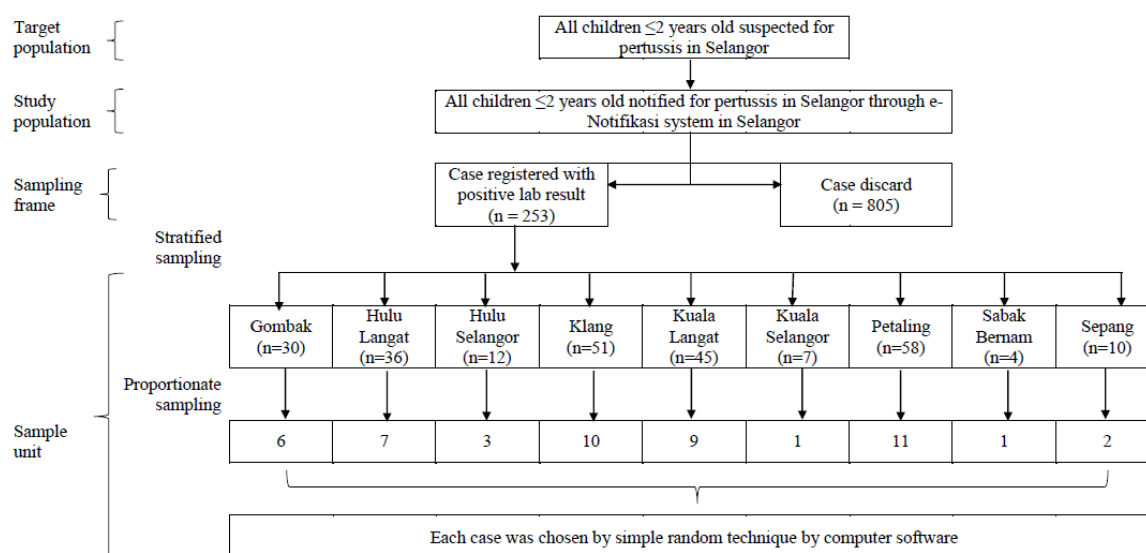 Target
population
All children ≤2 years old suspected for
pertussis in Selangor
Study
population
All children ≤2 years old notified for pertussis in Selangor through e-
Notifikasi system in Selangor
Sampling
frame
Case registered with
positive lab result
(n = 253)
Case discard
(n = 805)
Stratified
sampling
Gombak
(n=30)
Hulu
Langat
(n=36)
Hulu
Selangor
(n=12)
Klang
(n=51)
Kuala
Langat
(n=45)
Kuala
Selangor
(n=7)
Petaling
(n=58)
Sabak
Bernam
(n=4)
Sepang
(n=10)
Proportionate
sampling
Sample
unit
6
7
3
10
9
1
11
1
2
Each case was chosen by simple random technique by computer software